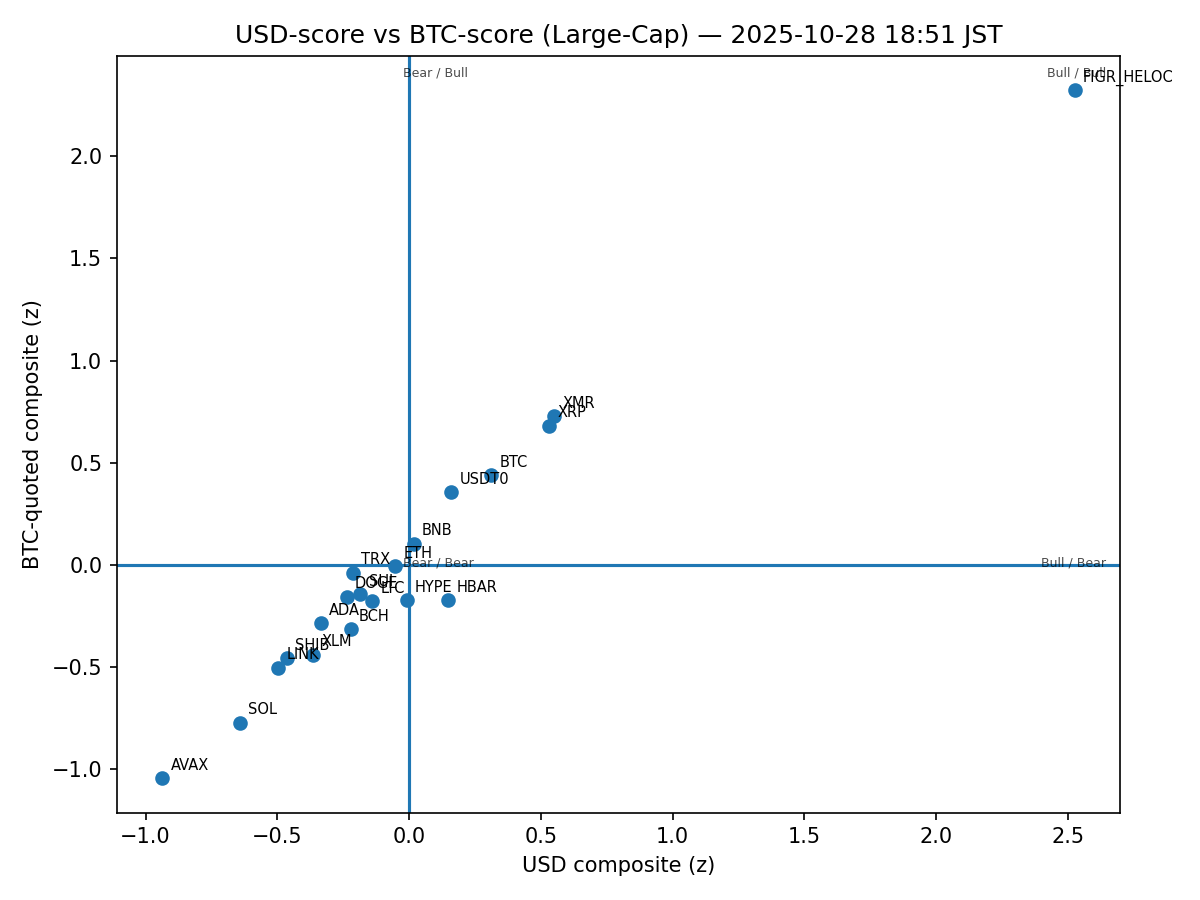 USD-score vs BTC-score (Large-Cap) — 2025-10-28 18:51 JST
Bear / Bull
Bull / Bull
FIGR_HELOC
2.0
1.5
1.0
0.5
0.0
−0.5
−1.0
BTC-quoted composite (z)
XMR
XRP
BTC
USDT0
BNB
ETH
TRX
Bear / Bear
Bull / Bear
DOGE
SUI
LTC
HYPE
HBAR
ADA
BCH
XLM
SHIB
LINK
SOL
AVAX
−1.0
−0.5
0.0
0.5
1.0
1.5
2.0
2.5
USD composite (z)